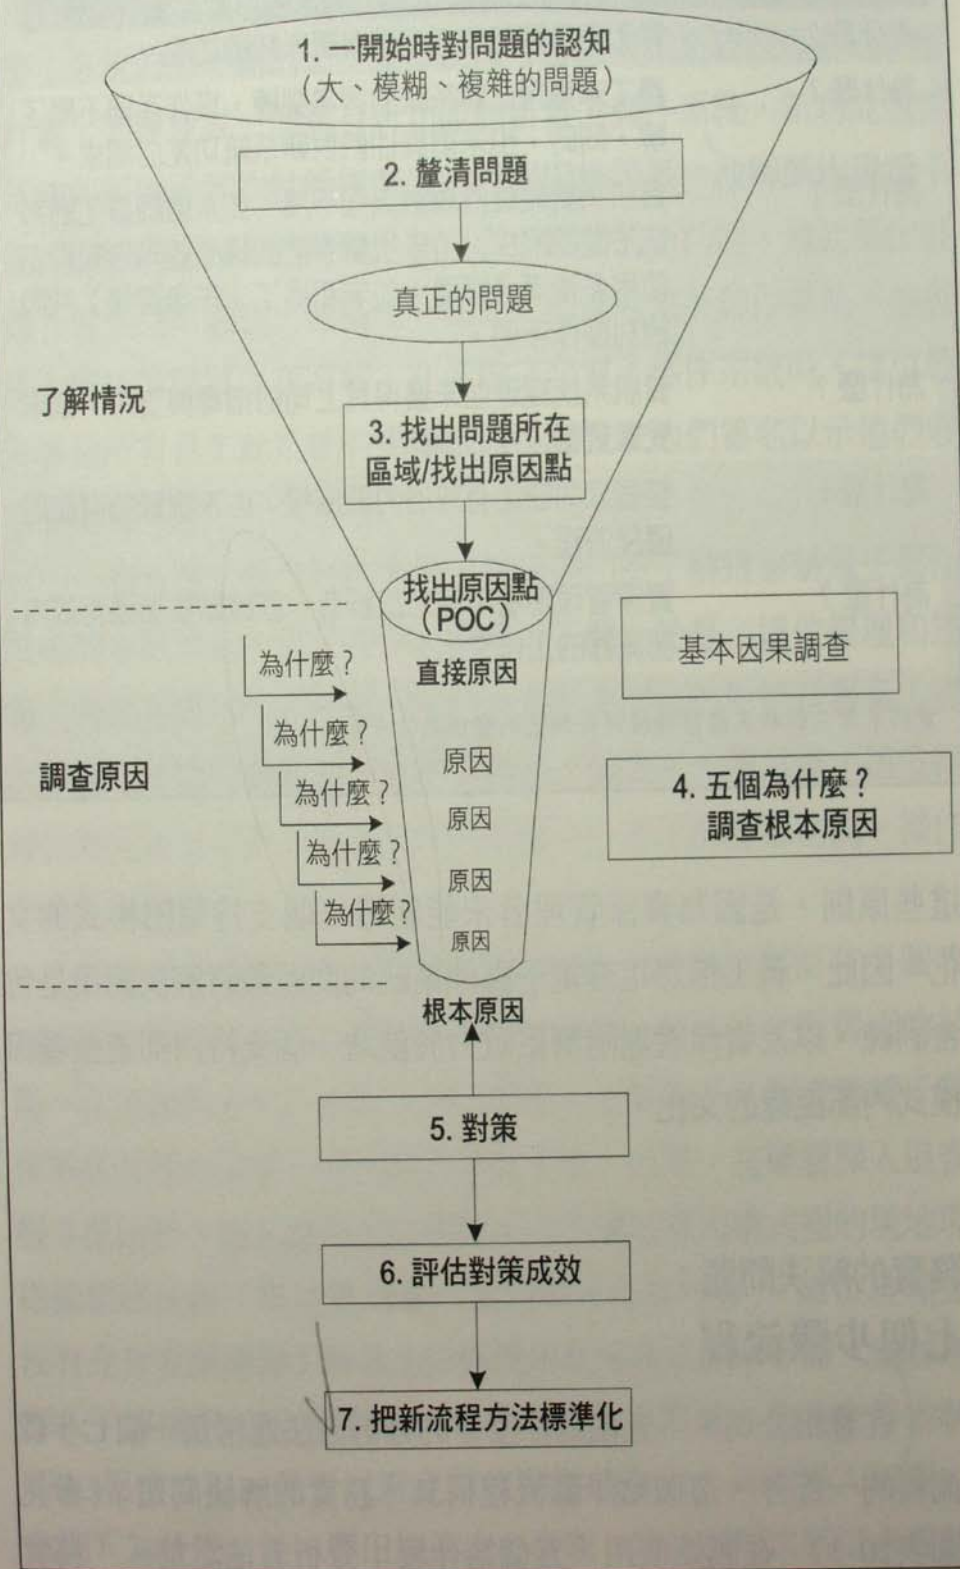 1. 一開始時對問題的認知
（大、模糊、複雜的問題）
2. 釐清問題
真正的問題
了解情況
3. 找出問題所在
區域/找出原因點
找出原因點
（POC）
基本因果調查
為什麼？
直接原因
為什麼？
原因
調查原因
4. 五個為什麼？
調查根本原因
為什麼？
原因
為什麼？
原因
為什麼？
原因
根本原因
5. 對策
6. 評估對策成效
7. 把新流程方法標準化